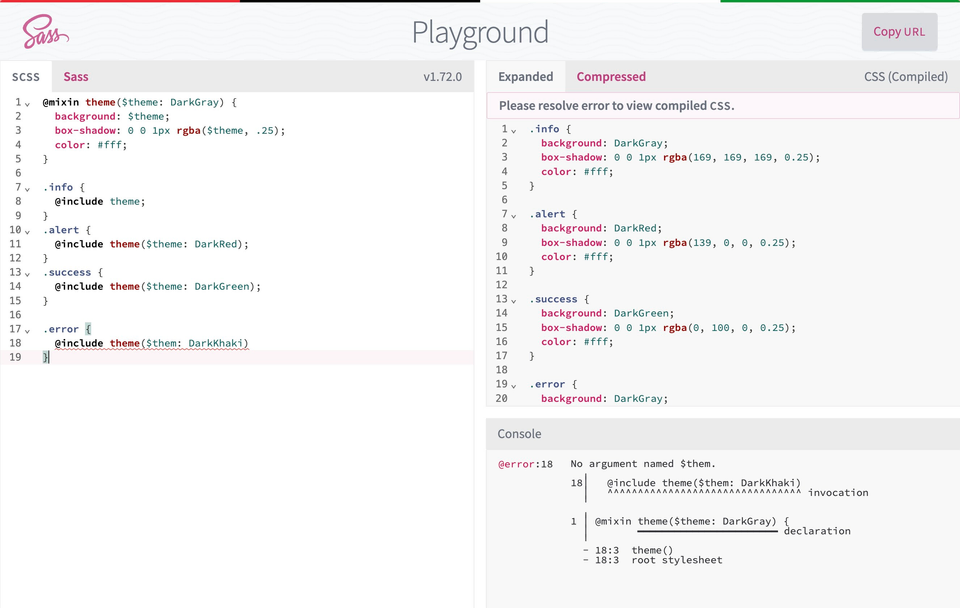 Sass
Playground
Copy URL
SCSS Sass v1.72.0
1 @mixin theme($theme: DarkGray) {
2 background: $theme;
3 box-shadow: 0 0 1px rgba($theme, .25);
4 color: #fff;
5 }
6
7 .info {
8 @include theme;
9 }
10 .alert {
11 @include theme($theme: DarkRed);
12 }
13 .success {
14 @include theme($theme: DarkGreen);
15 }
16
17 .error {
18 @include theme($them: DarkKhaki)
19 }
Expanded Compressed CSS (Compiled)
Please resolve error to view compiled CSS.
1 .info {
2 background: DarkGray;
3 box-shadow: 0 0 1px rgba(169, 169, 169, 0.25);
4 color: #fff;
5 }
6
7 .alert {
8 background: DarkRed;
9 box-shadow: 0 0 1px rgba(139, 0, 0, 0.25);
10 color: #fff;
11 }
12
13 .success {
14 background: DarkGreen;
15 box-shadow: 0 0 1px rgba(0, 100, 0, 0.25);
16 color: #fff;
17 }
18
19 .error {
20 background: DarkGray;
Console
@error:18 No argument named $them.
18│ @include theme($them: DarkKhaki)
│ ^^^^^^^^^^^^^^^^^^^^^^^^^^^^^^^^ invocation
1 │ @mixin theme($theme: DarkGray) {
│ ━━━━━━━━━━━━━━━━━━━━━━━ declaration
- 18:3 theme()
- 18:3 root stylesheet